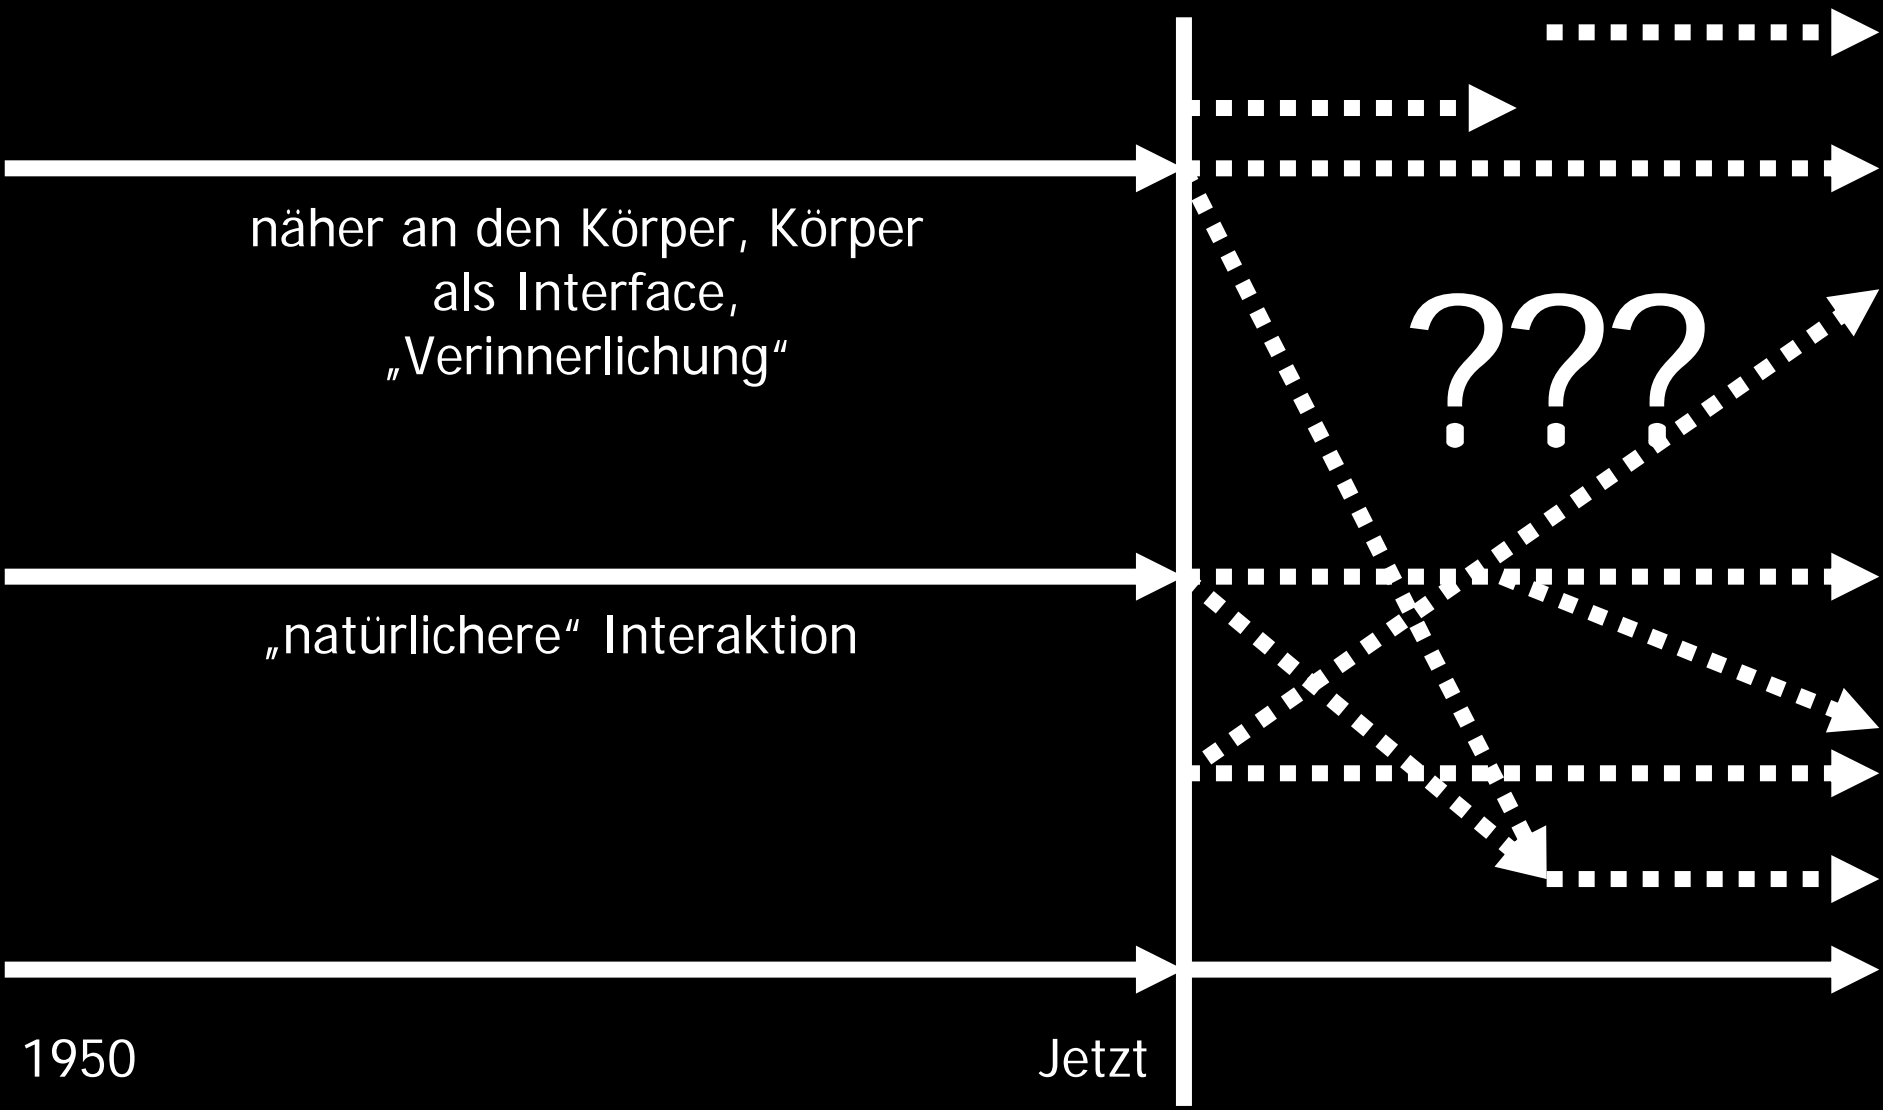 näher an den Körper, Körper
als Interface,
„Verinnerlichung“
???
„natürlichere“ Interaktion
1950
Jetzt